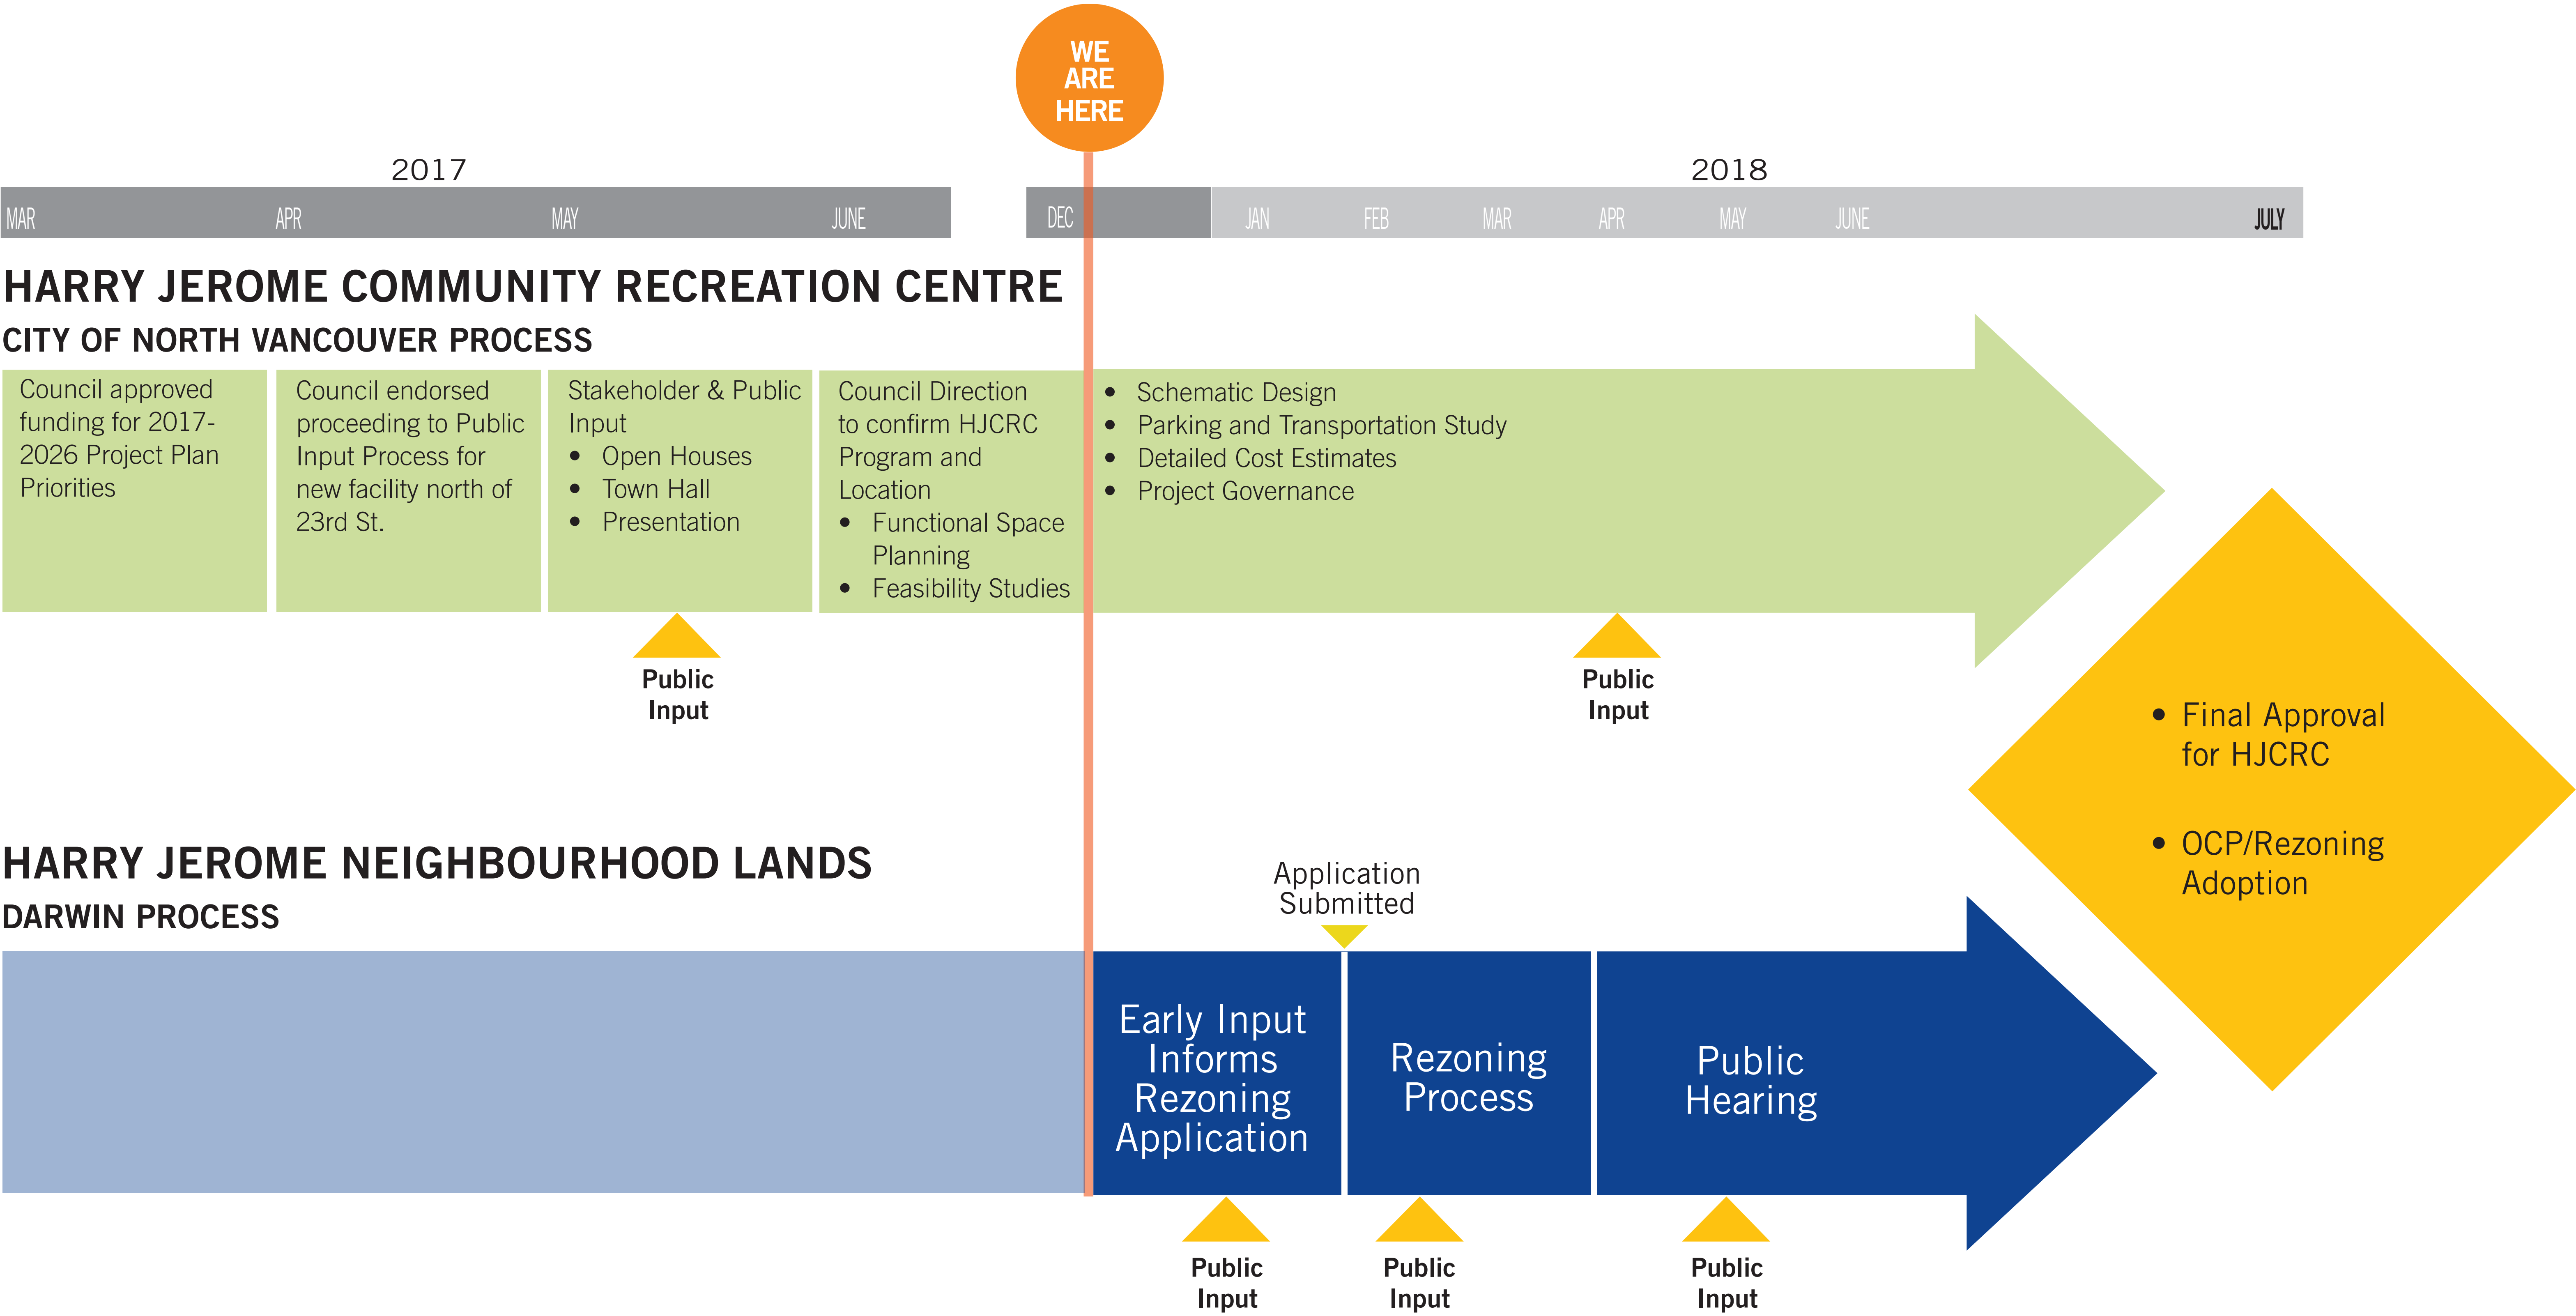 WE
ARE
HERE
2017
2018
MAR APR MAY JUNE DEC JAN FEB MAR APR MAY JUNE JULY
HARRY JEROME COMMUNITY RECREATION CENTRE
CITY OF NORTH VANCOUVER PROCESS
Council approved
funding for 2017-
2026 Project Plan
Priorities
Council endorsed
proceeding to Public
Input Process for
new facility north of
23rd St.
Stakeholder & Public
Input
• Open Houses
• Town Hall
• Presentation
Council Direction
to confirm HJCRC
Program and
Location
• Functional Space
Planning
• Feasibility Studies
• Schematic Design
• Parking and Transportation Study
• Detailed Cost Estimates
• Project Governance
Public
Input
Public
Input
• Final Approval
for HJCRC
• OCP/Rezoning
Adoption
HARRY JEROME NEIGHBOURHOOD LANDS
DARWIN PROCESS
Application
Submitted
Early Input
Informs
Rezoning
Application
Rezoning
Process
Public
Hearing
Public
Input
Public
Input
Public
Input